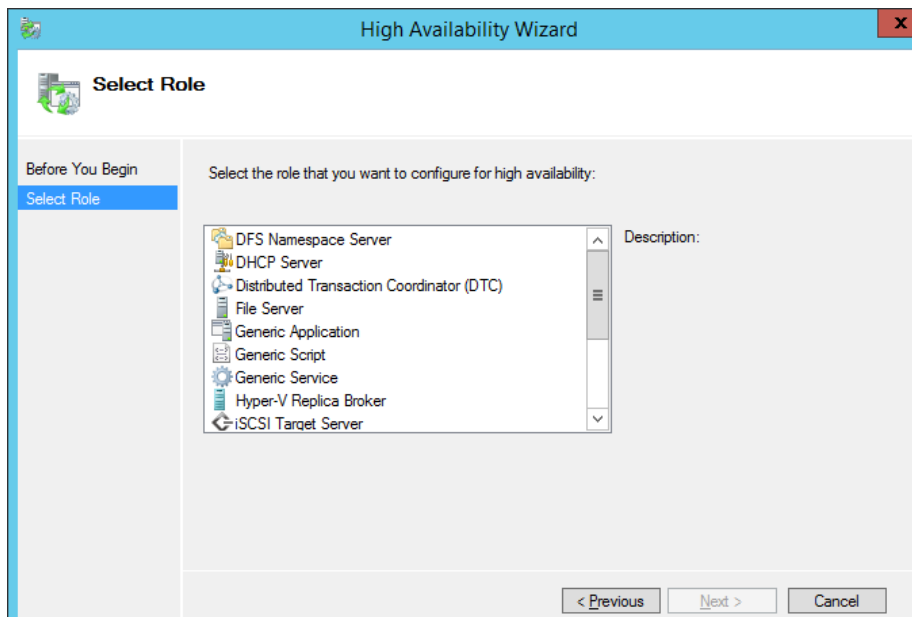 High Availability Wizard
x
Select Role
Before You Begin
Select Role
Select the role that you want to configure for high availability:
DFS Namespace Server
DHCP Server
Distributed Transaction Coordinator (DTC)
File Server
Generic Application
Generic Script
Generic Service
Hyper-V Replica Broker
iSCSI Target Server
Description:
< Previous
Next >
Cancel